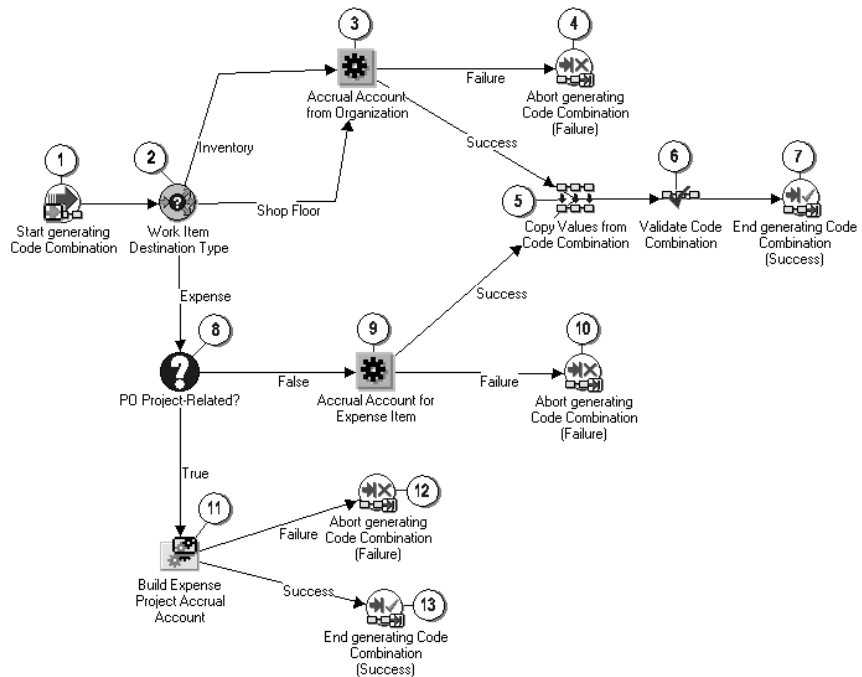 3
4
Accrual Account
from Organization
Failure
Abort generating
Code Combination
(Failure)
Inventory
Success
1
2
6
7
5
Start generating
Code Combination
Work Item
Destination Type
Shop Floor
Copy Values from
Code Combination
Validate Code
Combination
End generating Code
Combination
(Success)
Expense
Success
8
9
10
?
PO Project-Related?
False
Accrual Account for
Expense Item
Failure
Abort generating
Code Combination
(Failure)
True
11
12
Failure
Abort generating
Code Combination
(Failure)
Build Expense
Project Accrual
Account
Success
13
End generating Code
Combination
(Success)